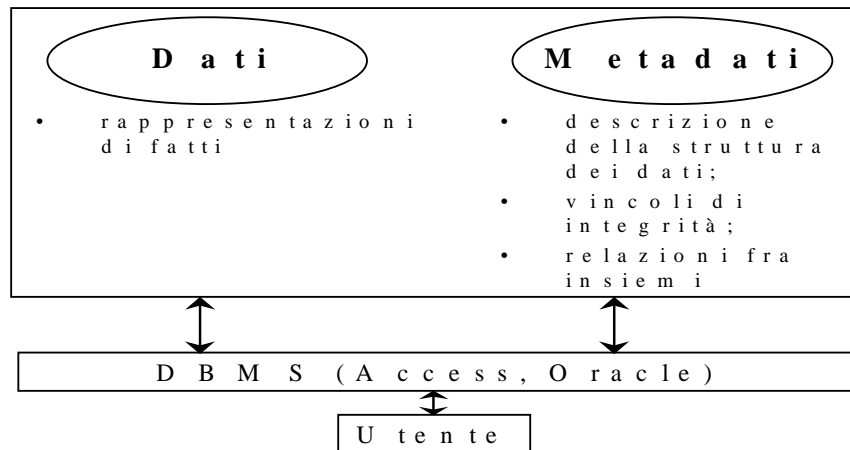 Dati
• rappresentazioni
di fatti
Metadati
• descrizione
della struttura
dei dati;
• vincoli di
integrità;
• relazioni fra
insiemi
DBMS (Access, Oracle)
Utente